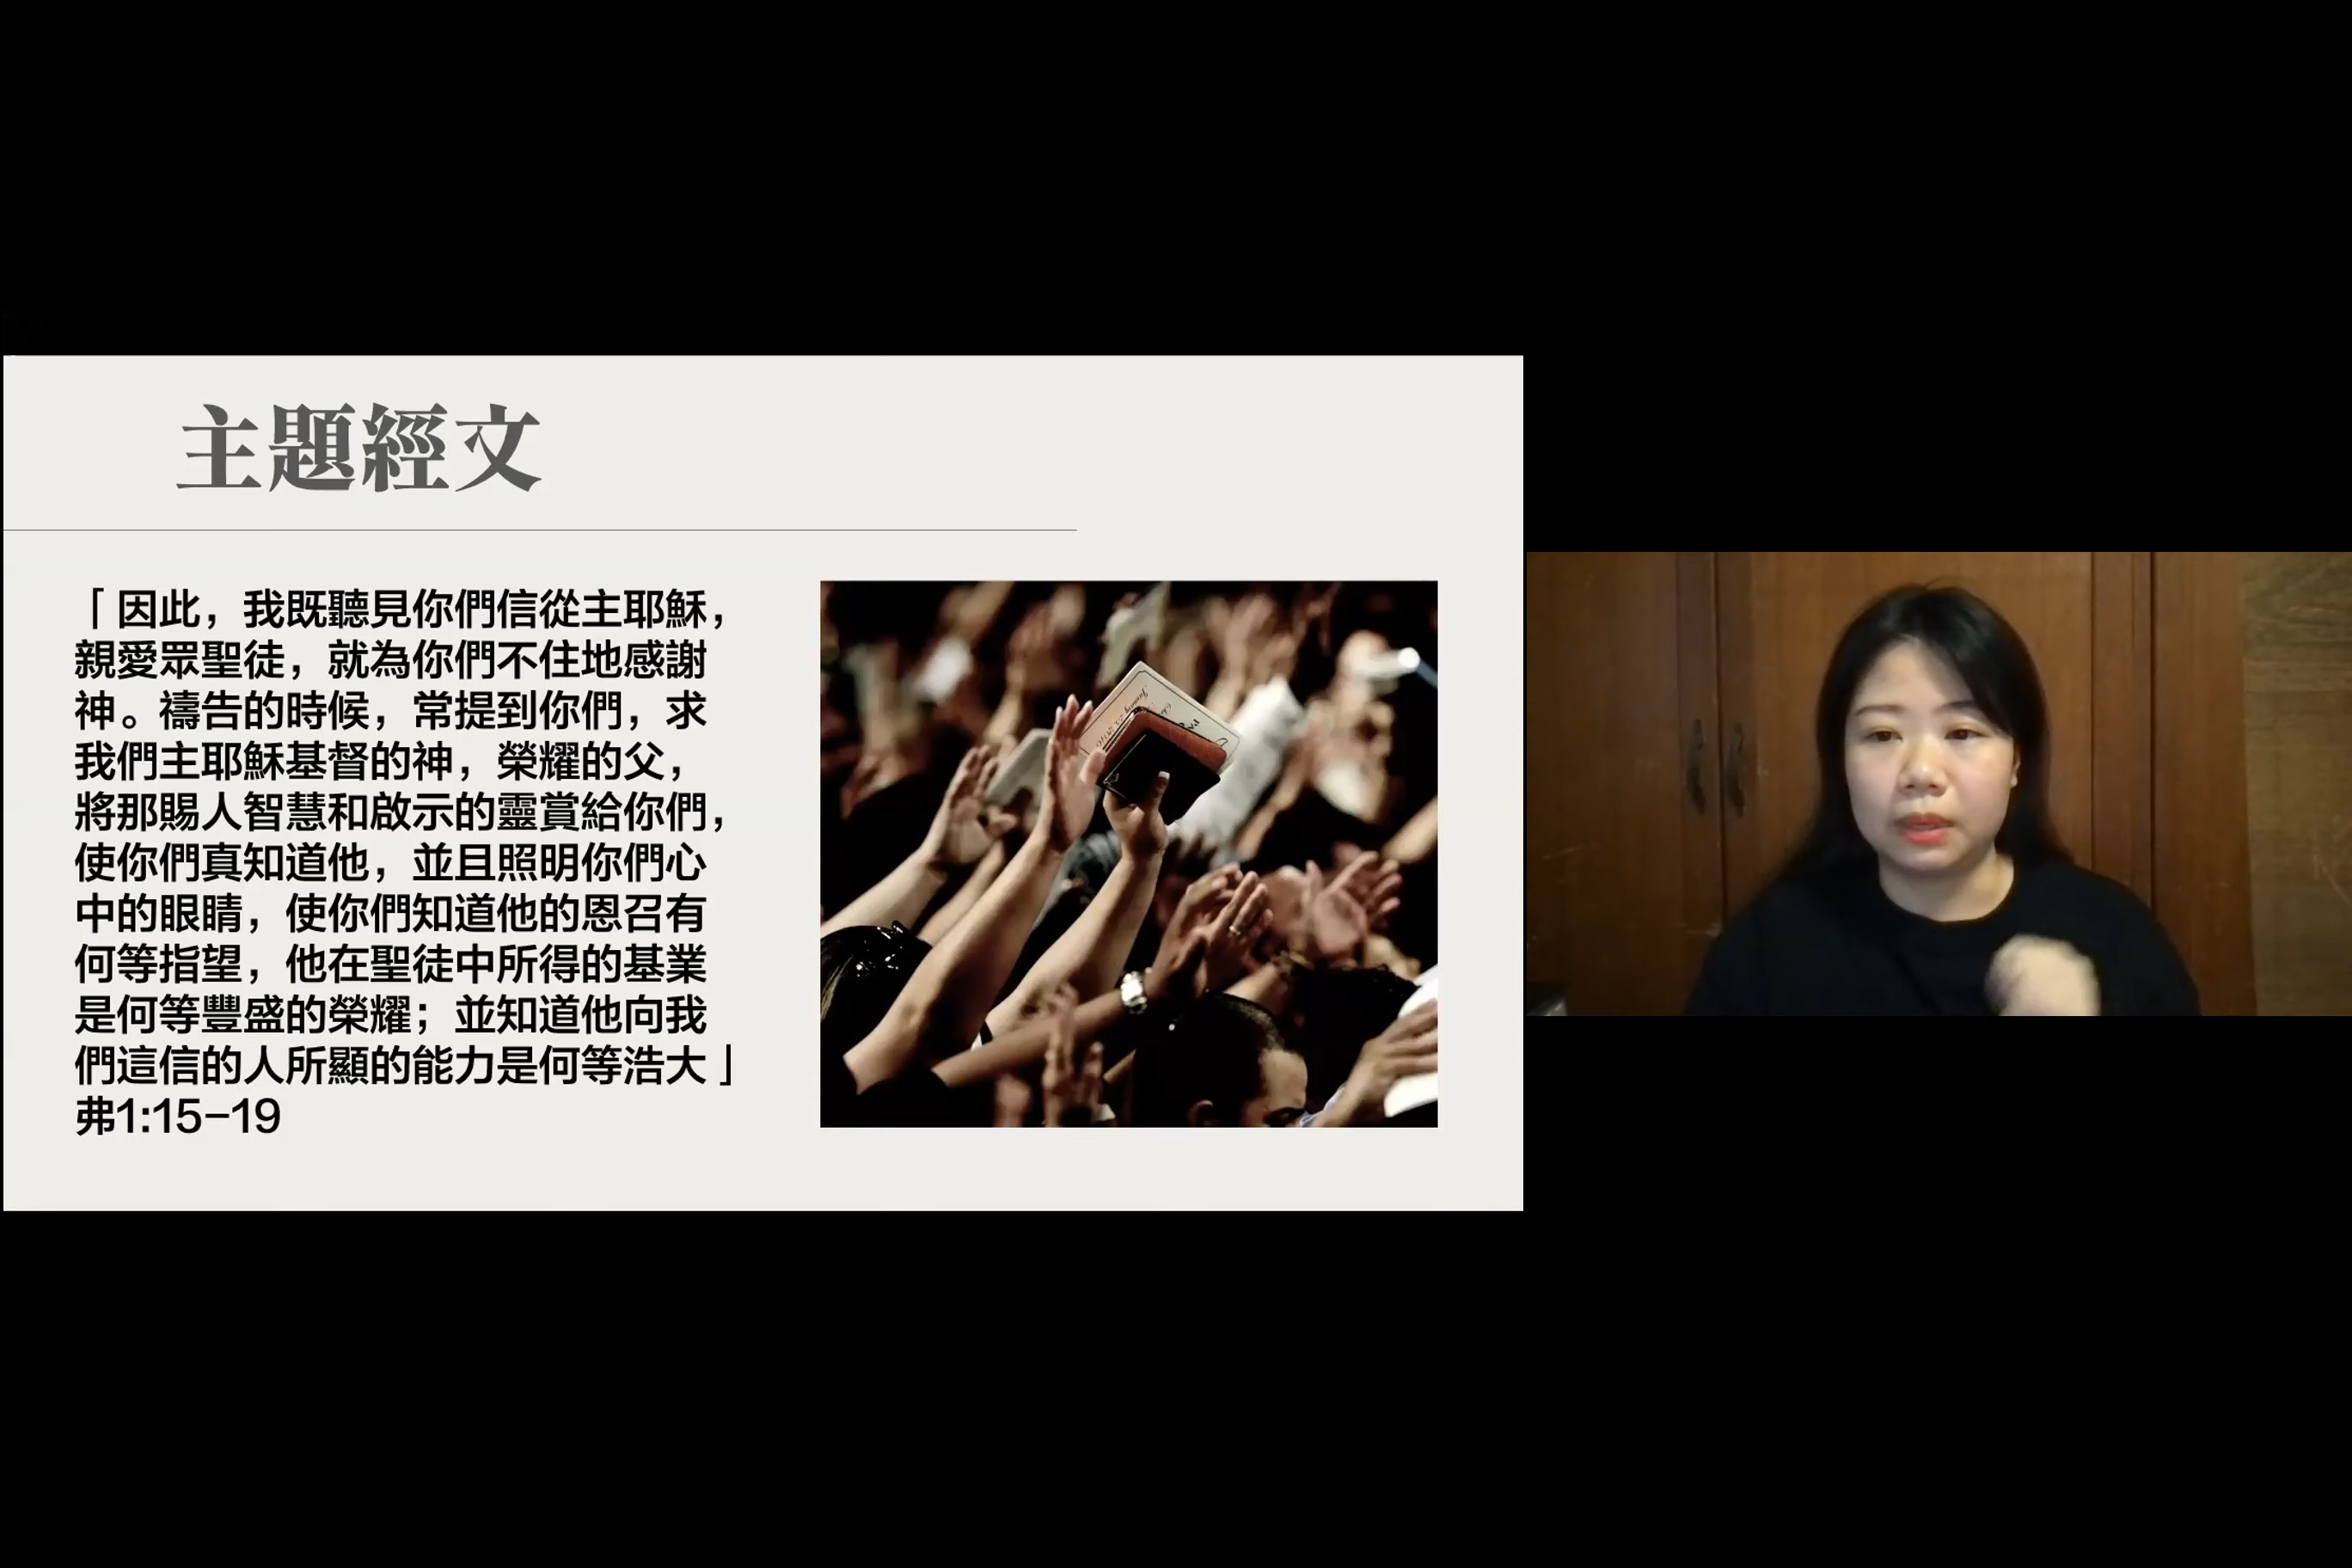 主題經文
「因此，我既聽見你們信從主耶穌，
親愛眾聖徒，就為你們不住地感謝
神。禱告的時候，常提到你們，求
我們主耶穌基督的神，榮耀的父，
將那賜人智慧和啟示的靈賞給你們，
使你們真知道他，並且照明你們心
中的眼睛，使你們知道他的恩召有
何等指望，他在聖徒中所得的基業
是何等豐盛的榮耀；並知道他向我
們這信的人所顯的能力是何等浩大」
弗1:15–19